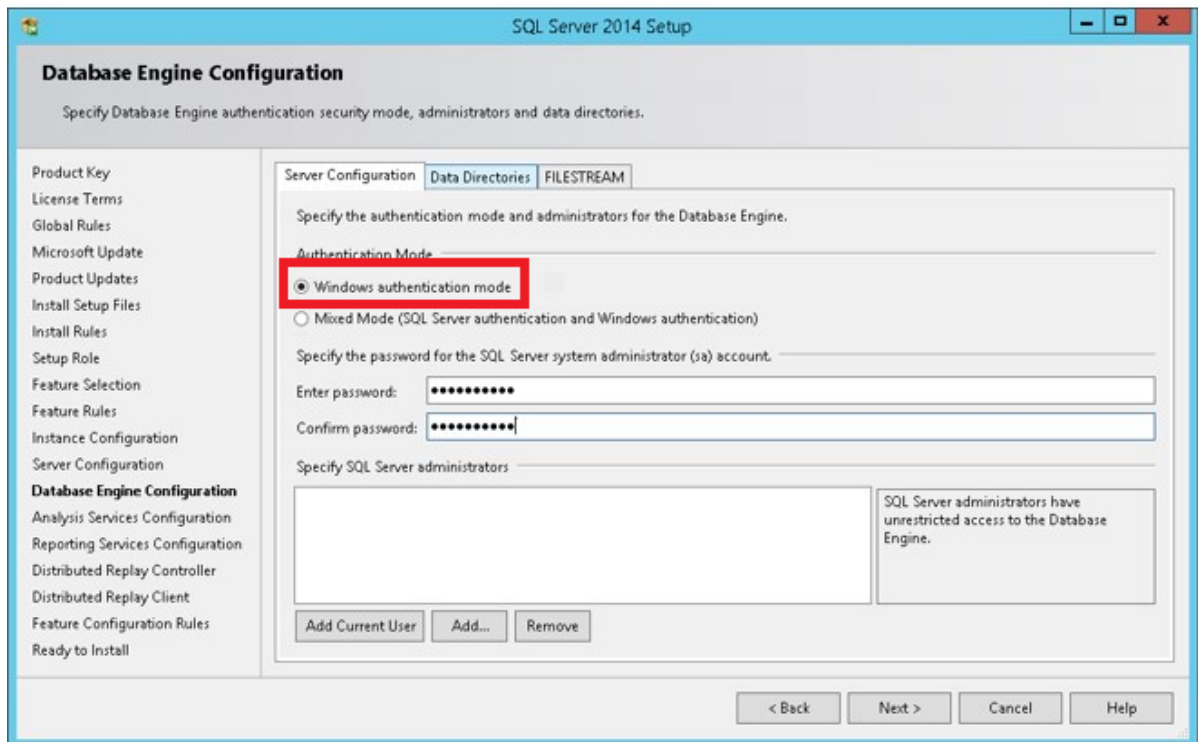 SQL Server 2014 Setup
Database Engine Configuration
Specify Database Engine authentication security mode, administrators and data directories.
Product Key
License Terms
Global Rules
Microsoft Update
Product Updates
Install Setup Files
Install Rules
Setup Role
Feature Selection
Feature Rules
Instance Configuration
Server Configuration
Database Engine Configuration
Analysis Services Configuration
Reporting Services Configuration
Distributed Replay Controller
Distributed Replay Client
Feature Configuration Rules
Ready to Install
Server Configuration Data Directories FILESTREAM
Specify the authentication mode and administrators for the Database Engine.
Authentication Mode
Windows authentication mode
Mixed Mode (SQL Server authentication and Windows authentication)
Specify the password for the SQL Server system administrator (sa) account.
Enter password: ●●●●●●●●●●
Confirm password: ●●●●●●●●●●
Specify SQL Server administrators
SQL Server administrators have
unrestricted access to the Database
Engine.
Add Current User Add... Remove
< Back Next > Cancel Help